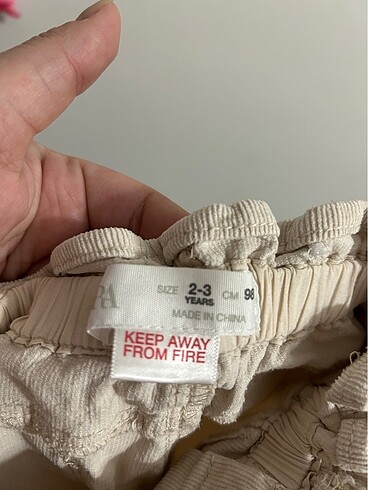 SIZE 2-3 CM 98
YEARS
MADE IN CHINA
KEEP AWAY
FROM FIRE